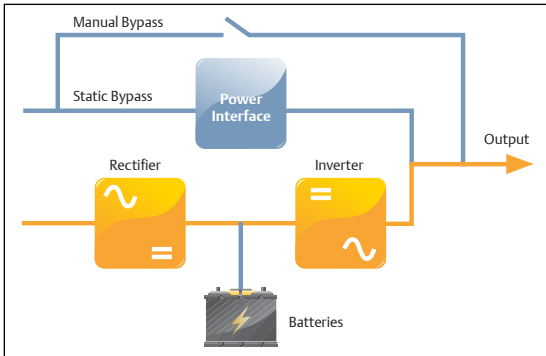 Manual Bypass
Static Bypass
Power
Interface
Output
Rectifier
Inverter
Batteries